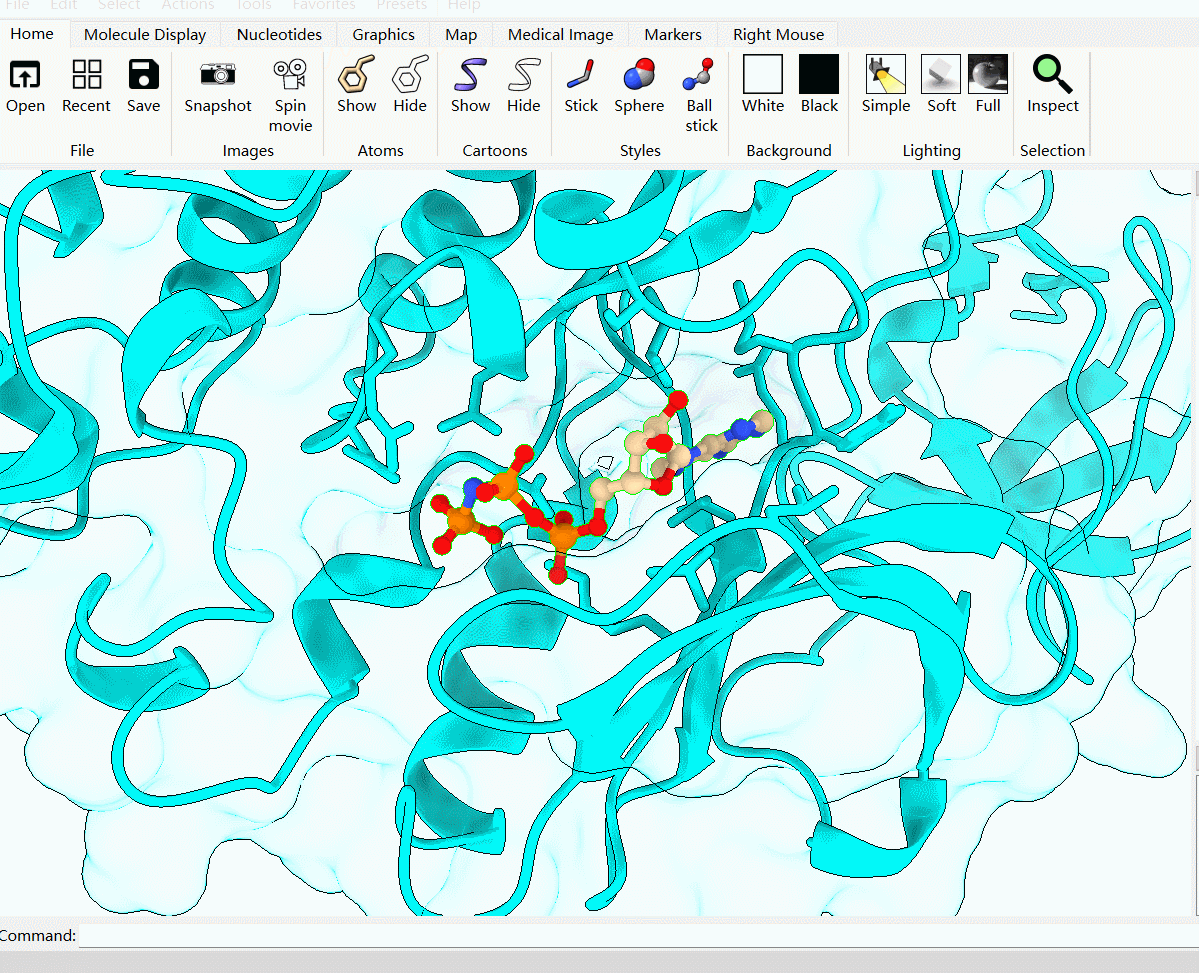 File Edit Select Actions Tools Favorites Presets Help
Home Molecule Display Nucleotides Graphics Map Medical Image Markers Right Mouse
Open Recent Save Snapshot Spin movie Show Hide Show Hide Stick Sphere Ball stick White Black Simple Soft Full Inspect
File Images Atoms Cartoons Styles Background Lighting Selection
Command: